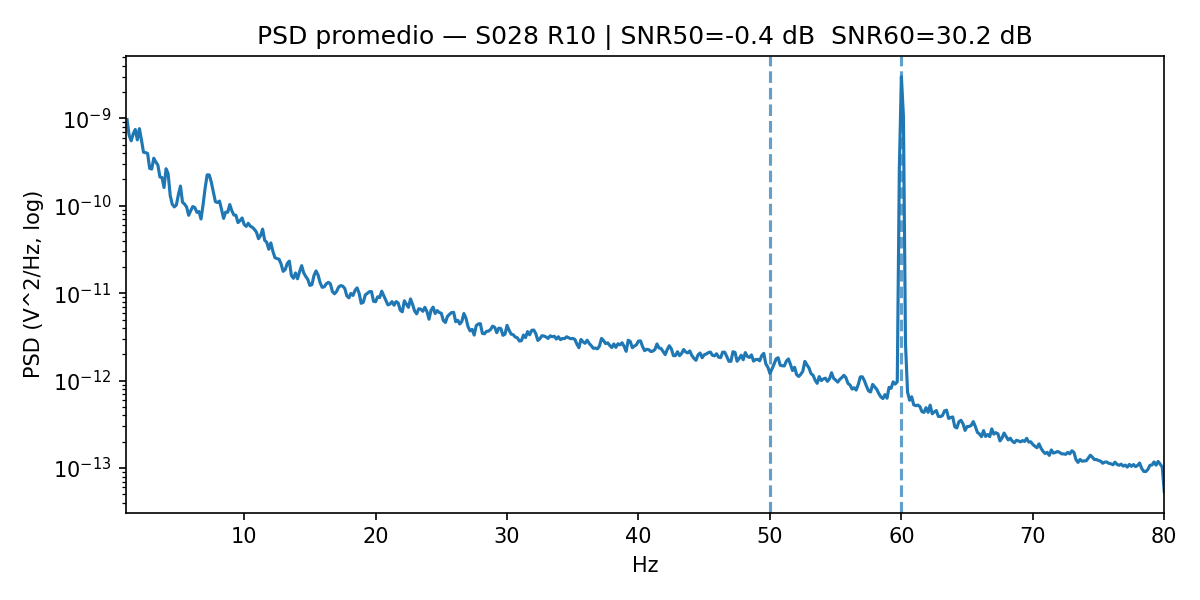 PSD promedio — S028 R10 | SNR50=-0.4 dB  SNR60=30.2 dB
PSD (V^2/Hz, log)
10⁻⁹
10⁻¹⁰
10⁻¹¹
10⁻¹²
10⁻¹³
10 20 30 40 50 60 70 80
Hz